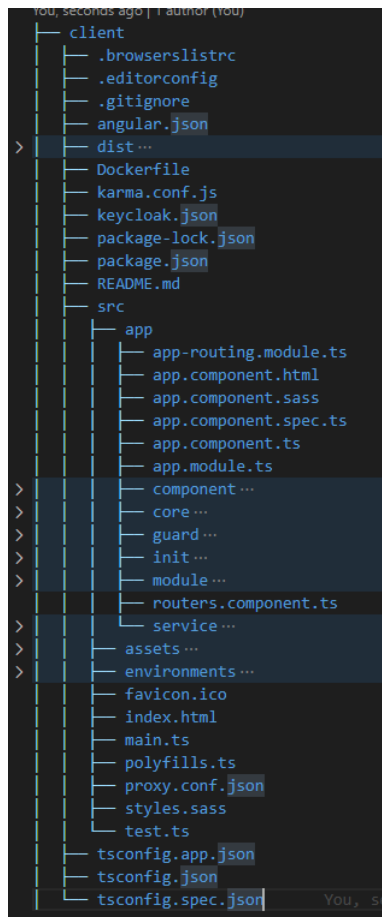 You, seconds ago | 1 author (You)
├── client
│   ├── .browserslistrc
│   ├── .editorconfig
│   ├── .gitignore
│   ├── angular.json
│   ├── dist ···
│   ├── Dockerfile
│   ├── karma.conf.js
│   ├── keycloak.json
│   ├── package-lock.json
│   ├── package.json
│   ├── README.md
│   ├── src
│   │   ├── app
│   │   │   ├── app-routing.module.ts
│   │   │   ├── app.component.html
│   │   │   ├── app.component.sass
│   │   │   ├── app.component.spec.ts
│   │   │   ├── app.component.ts
│   │   │   ├── app.module.ts
│   │   │   ├── component ···
│   │   │   ├── core ···
│   │   │   ├── guard ···
│   │   │   ├── init ···
│   │   │   ├── module ···
│   │   │   ├── routers.component.ts
│   │   │   └── service ···
│   │   ├── assets ···
│   │   ├── environments ···
│   │   ├── favicon.ico
│   │   ├── index.html
│   │   ├── main.ts
│   │   ├── polyfills.ts
│   │   ├── proxy.conf.json
│   │   ├── styles.sass
│   │   └── test.ts
│   ├── tsconfig.app.json
│   ├── tsconfig.json
│   └── tsconfig.spec.json You,